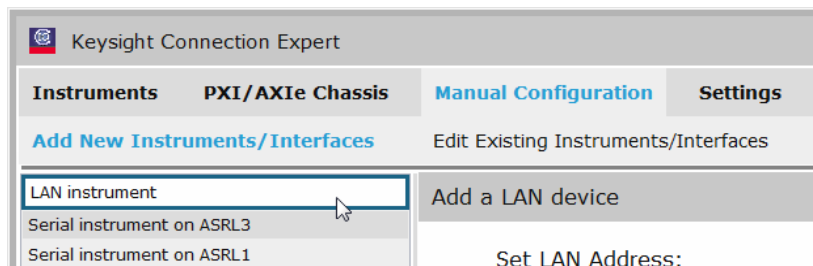 Keysight Connection Expert
Instruments PXI/AXIe Chassis Manual Configuration Settings
Add New Instruments/Interfaces Edit Existing Instruments/Interfaces
LAN instrument
Add a LAN device
Serial instrument on ASRL3
Serial instrument on ASRL1
Set LAN Address: